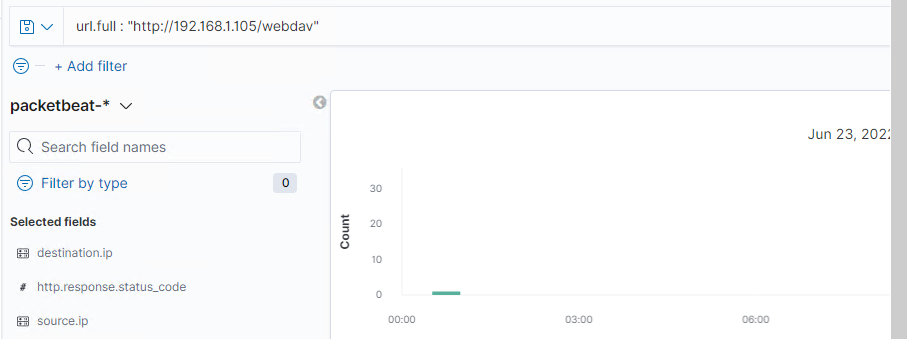 url.full : "http://192.168.1.105/webdav"
+ Add filter
packetbeat-*
Search field names
Filter by type 0
Selected fields
destination.ip
# http.response.status_code
source.ip
Jun 23, 2022
Count
30
20
10
0
00:00 03:00 06:00